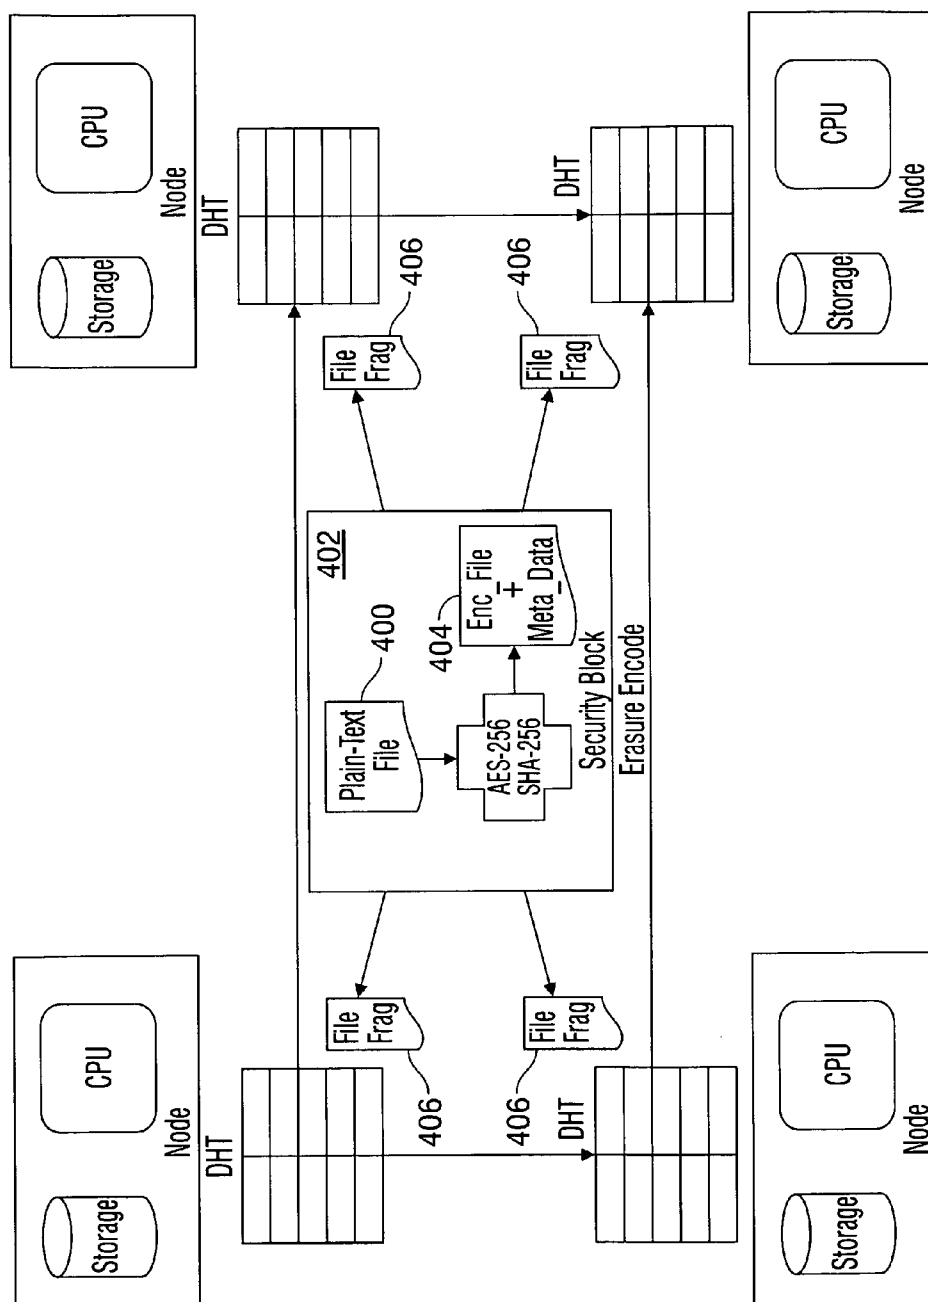 Storage
CPU
Node
DHT
Storage
CPU
Node
DHT
File
Frag
406
File
Frag
406
402
Plain-Text
File
400
AES-256
SHA-256
404
Enc_File
+
Meta_Data
Security Block
Erasure Encode
File
Frag
406
File
Frag
406
DHT
Storage
CPU
Node
DHT
Storage
CPU
Node